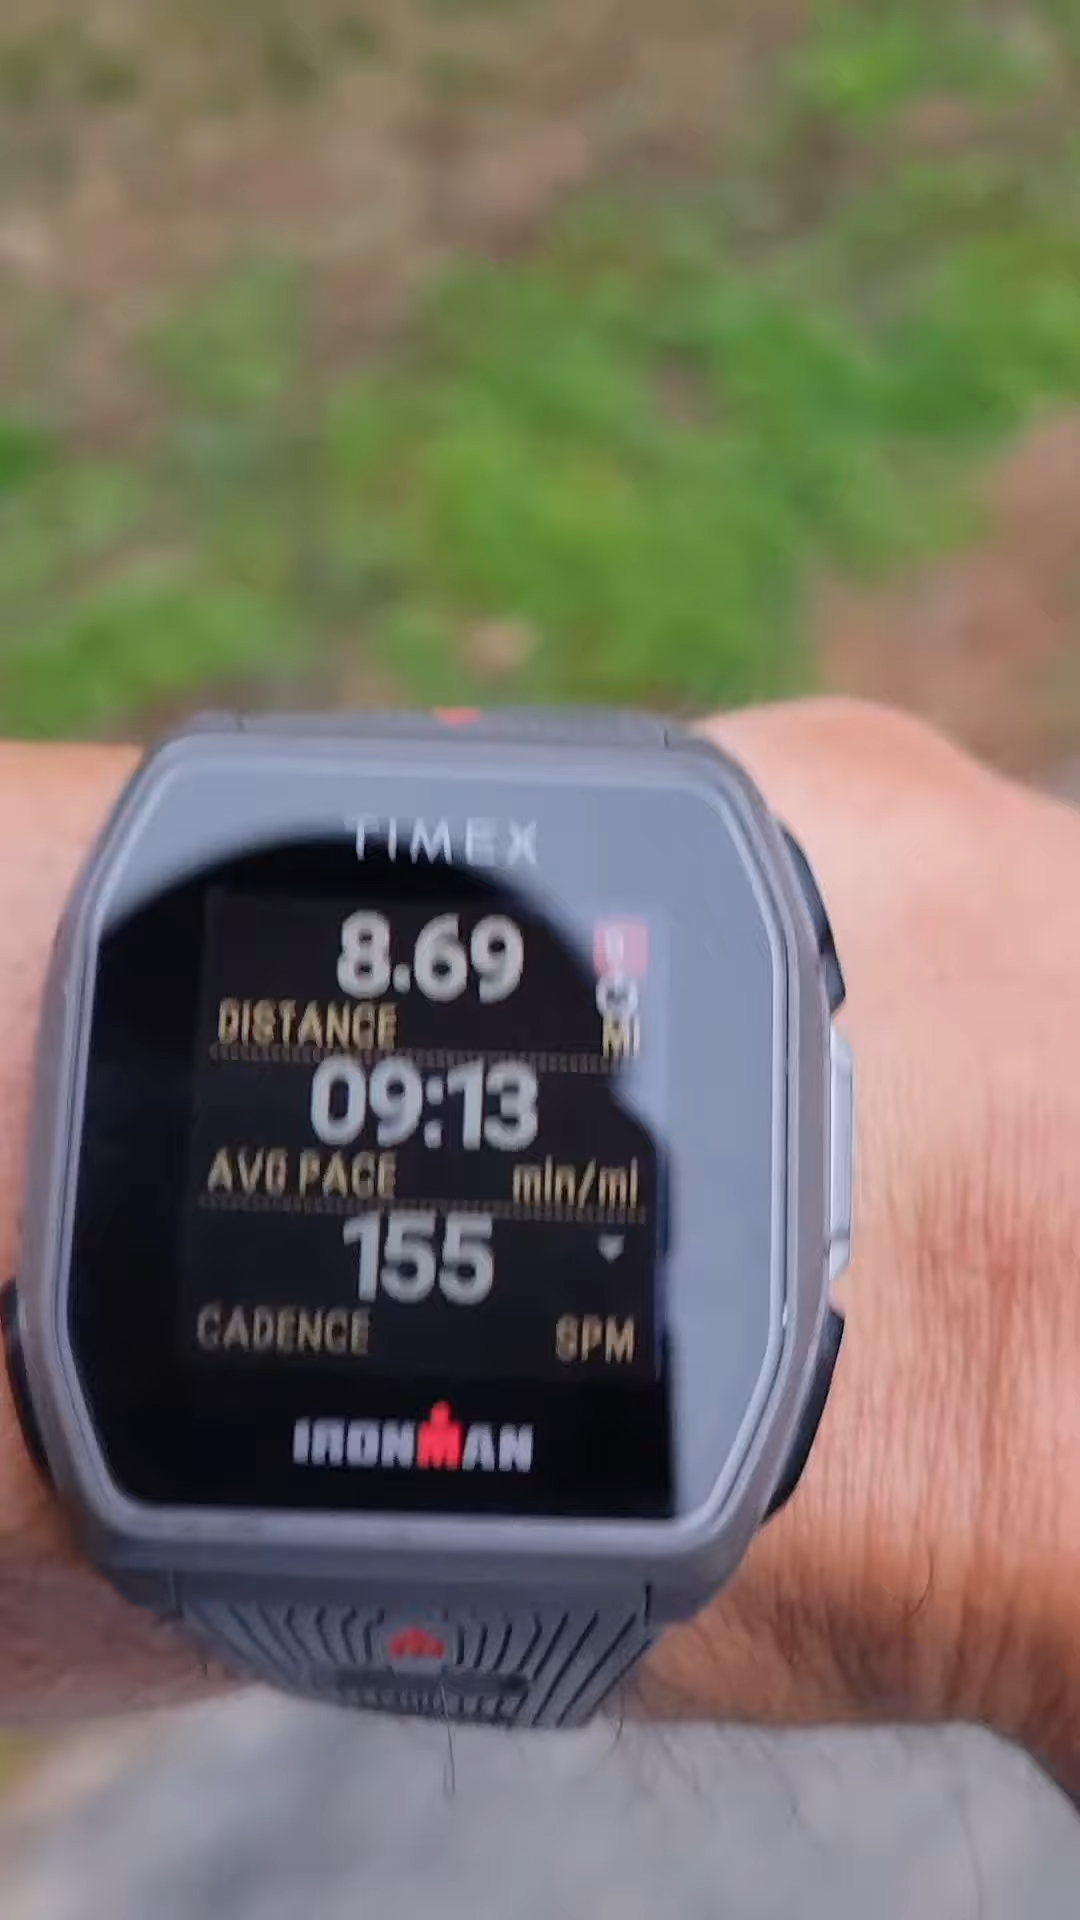 TIMEX
8.69
DISTANCE MI
09:13
AVG PACE min/mi
155
CADENCE SPM
IRONMAN